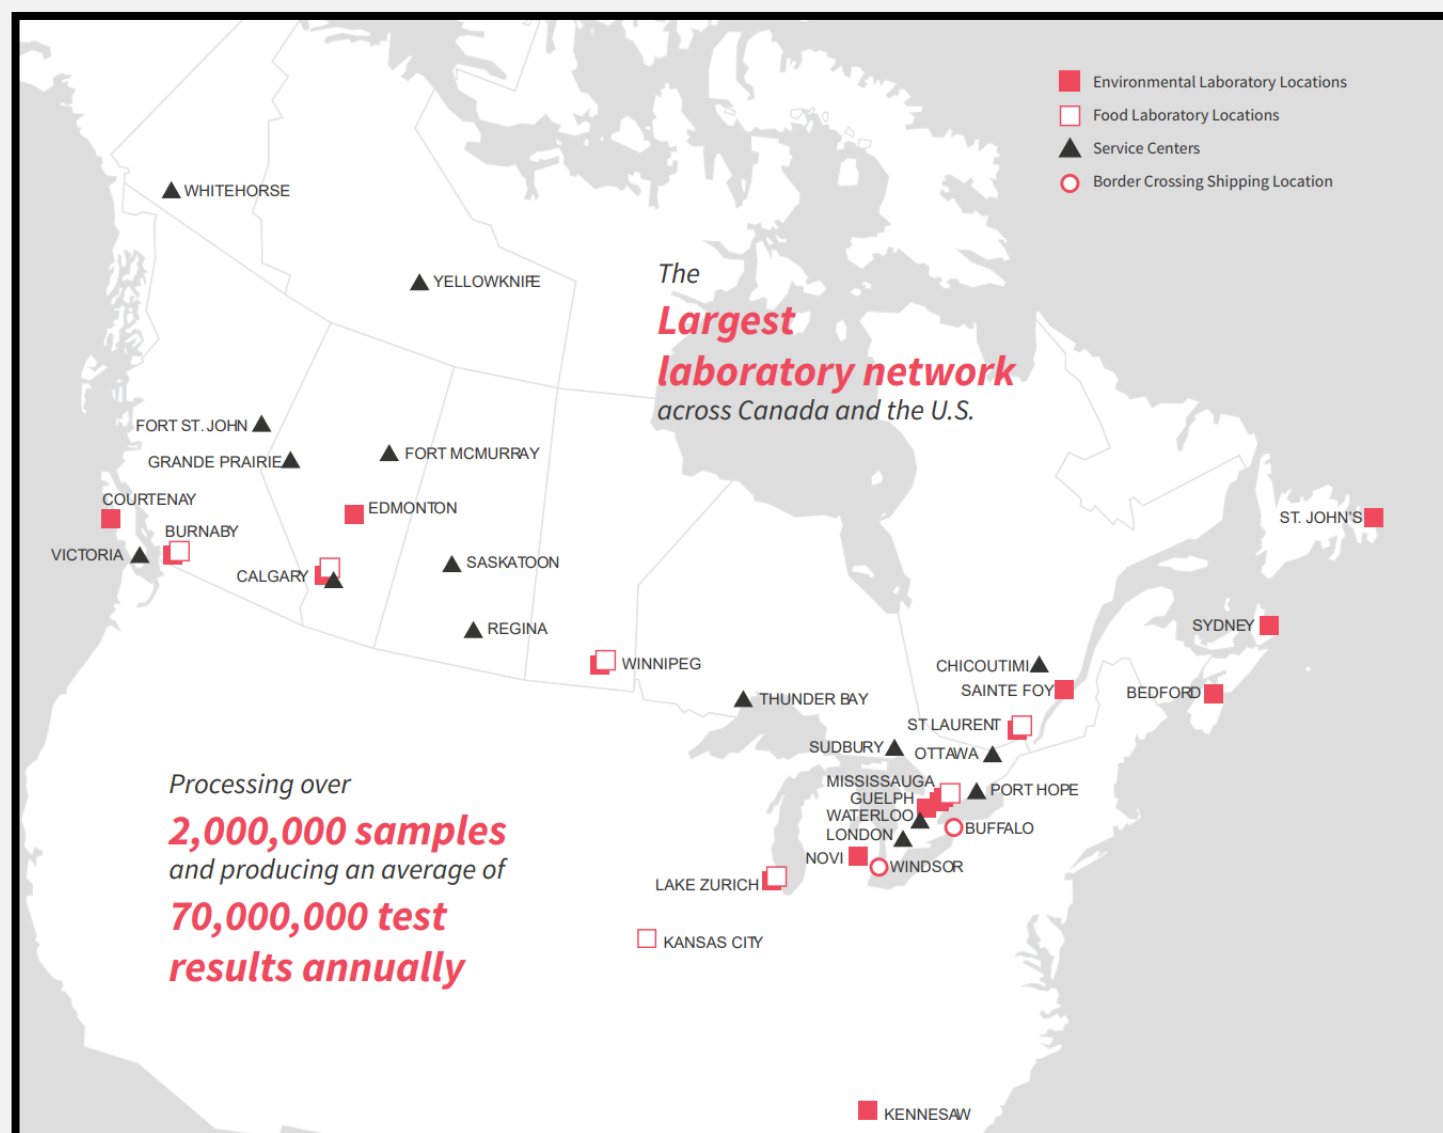 Environmental Laboratory Locations
Food Laboratory Locations
Service Centers
Border Crossing Shipping Location
WHITEHORSE
YELLOWKNIFE
The
Largest
laboratory network
across Canada and the U.S.
FORT ST. JOHN
GRANDE PRAIRIE
FORT MCMURRAY
COURTENAY
EDMONTON
BURNABY
VICTORIA
CALGARY
SASKATOON
REGINA
WINNIPEG
THUNDER BAY
ST. JOHN'S
SYDNEY
CHICOUTIMI
SAINTE FOY
BEDFORD
ST LAURENT
SUDBURY
OTTAWA
MISSISSAUGA
PORT HOPE
GUELPH
WATERLOO
BUFFALO
LONDON
NOVI
WINDSOR
LAKE ZURICH
KANSAS CITY
Processing over
2,000,000 samples
and producing an average of
70,000,000 test
results annually
KENNESAW